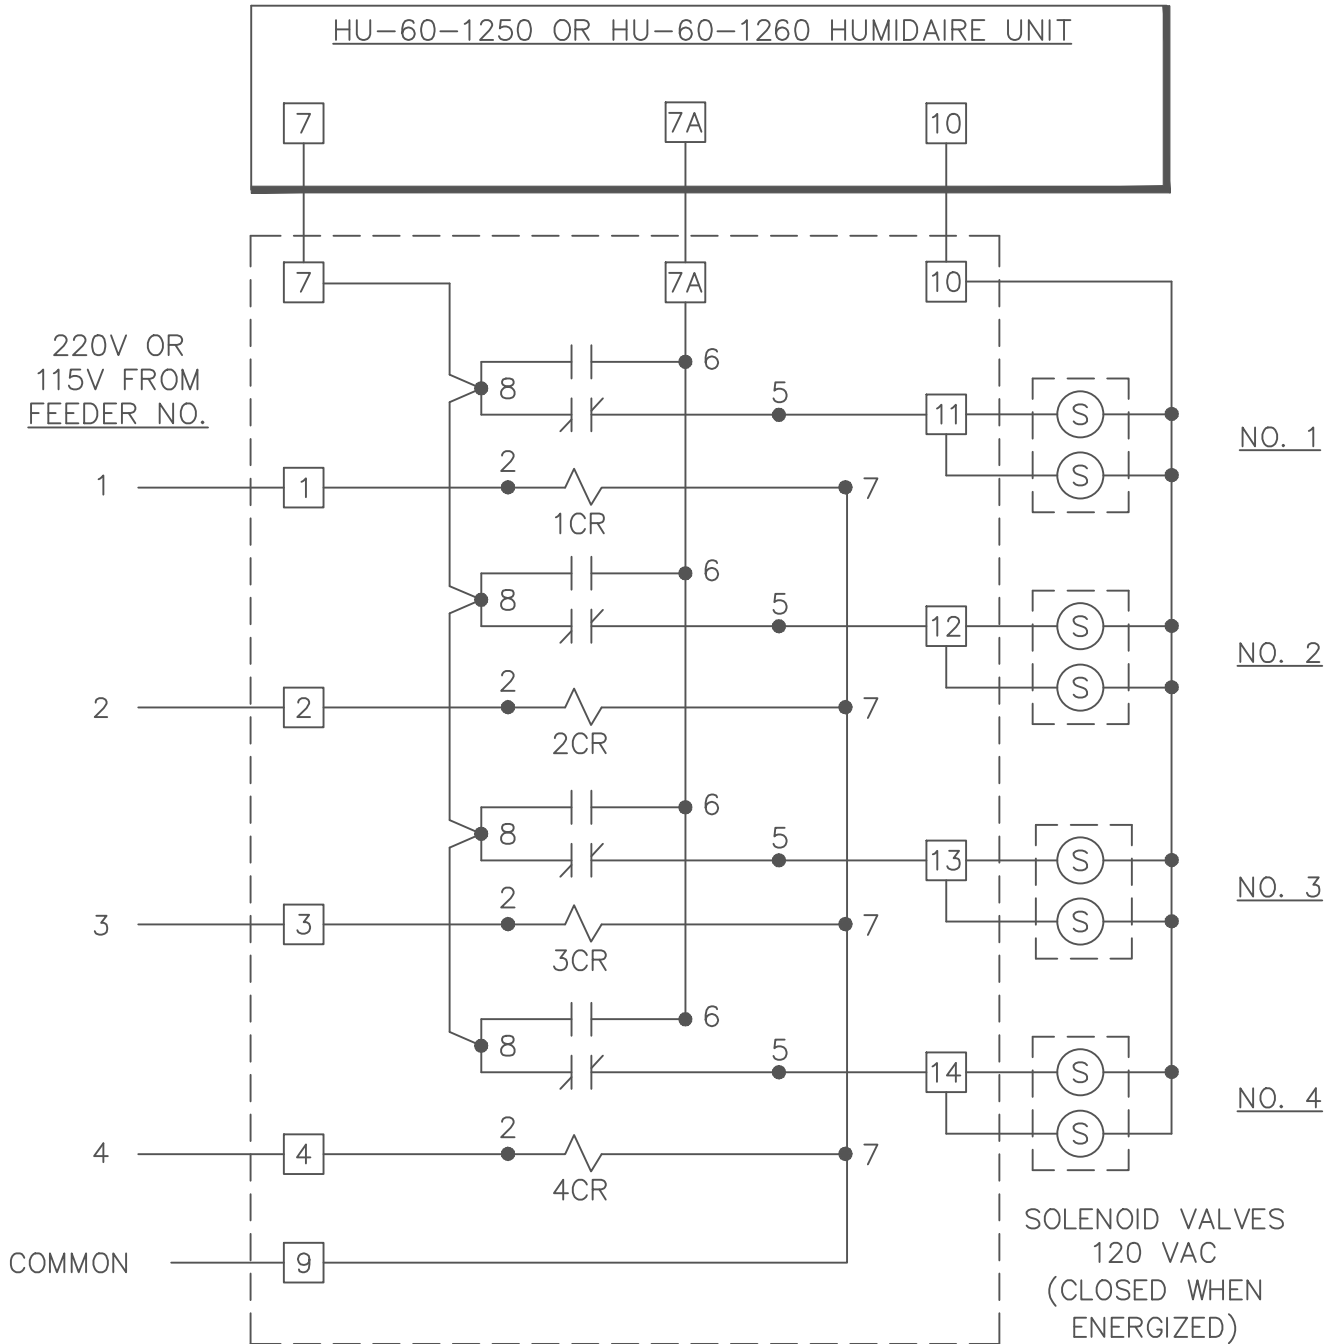 HU-60-1250 OR HU-60-1260 HUMIDAIRE UNIT
7 7A 10
7 7A 10
220V OR
115V FROM
FEEDER NO.
6
8
5
11 S
NO. 1
S
2
1 1 7
1CR
6
8
5
12 S
NO. 2
S
2
2 2 7
2CR
6
8
5
13 S
NO. 3
S
2
3 3 7
3CR
6
8
5
14 S
NO. 4
S
2
4 4 7
4CR
COMMON 9
SOLENOID VALVES
120 VAC
(CLOSED WHEN
ENERGIZED)